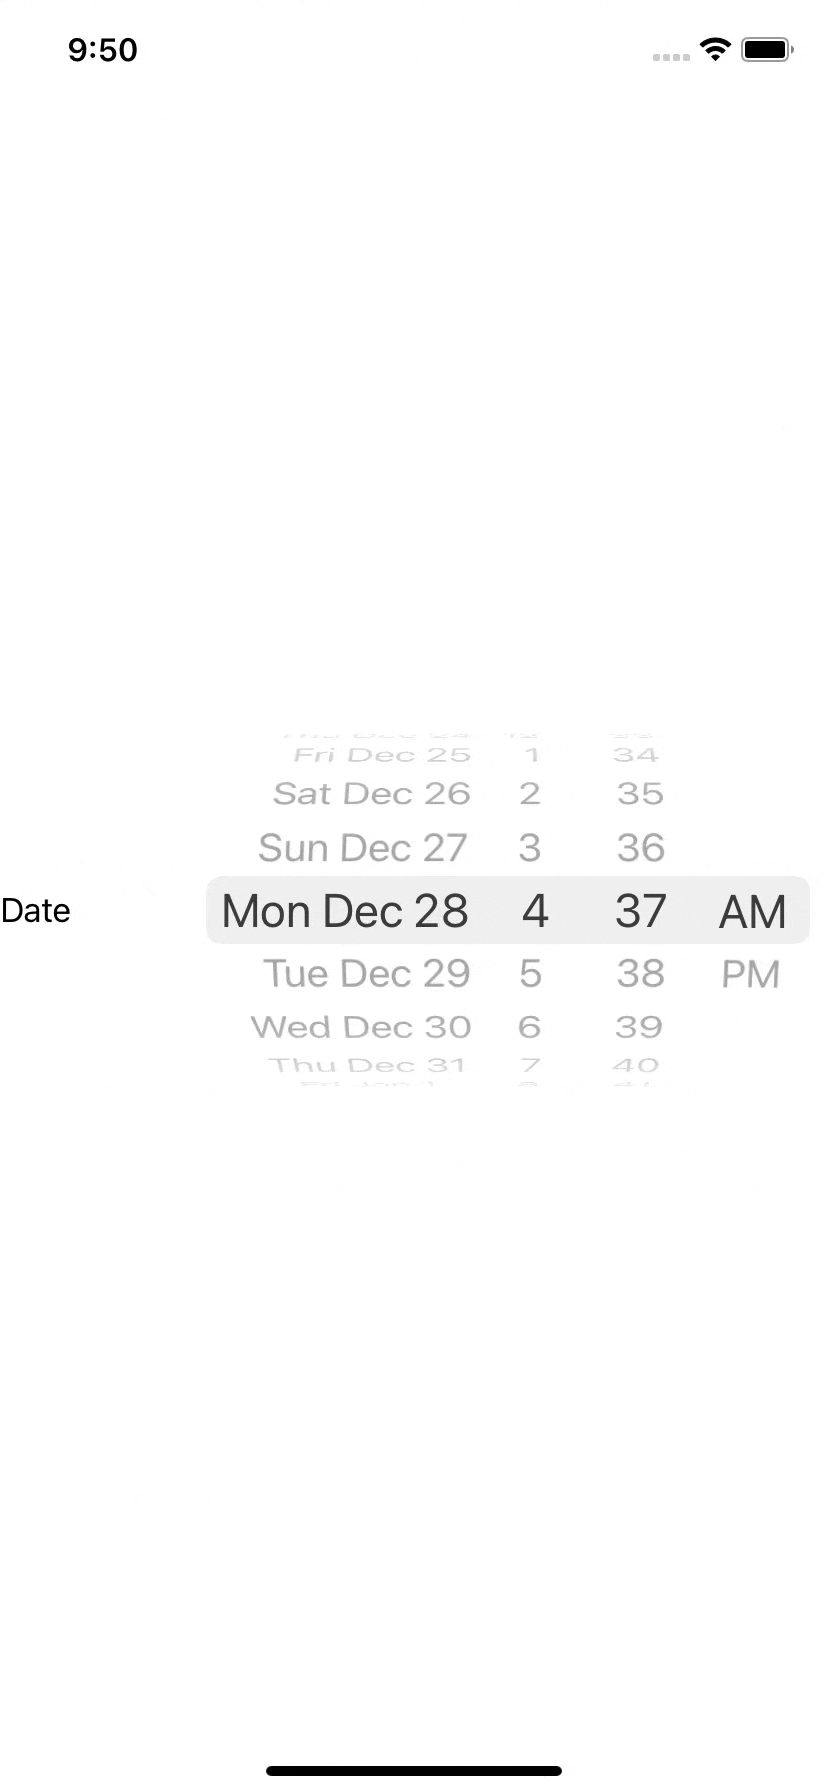 9:50
Fri Dec 25 1 34
Sat Dec 26 2 35
Sun Dec 27 3 36
Date Mon Dec 28 4 37 AM
Tue Dec 29 5 38 PM
Wed Dec 30 6 39
Thu Dec 31 7 40